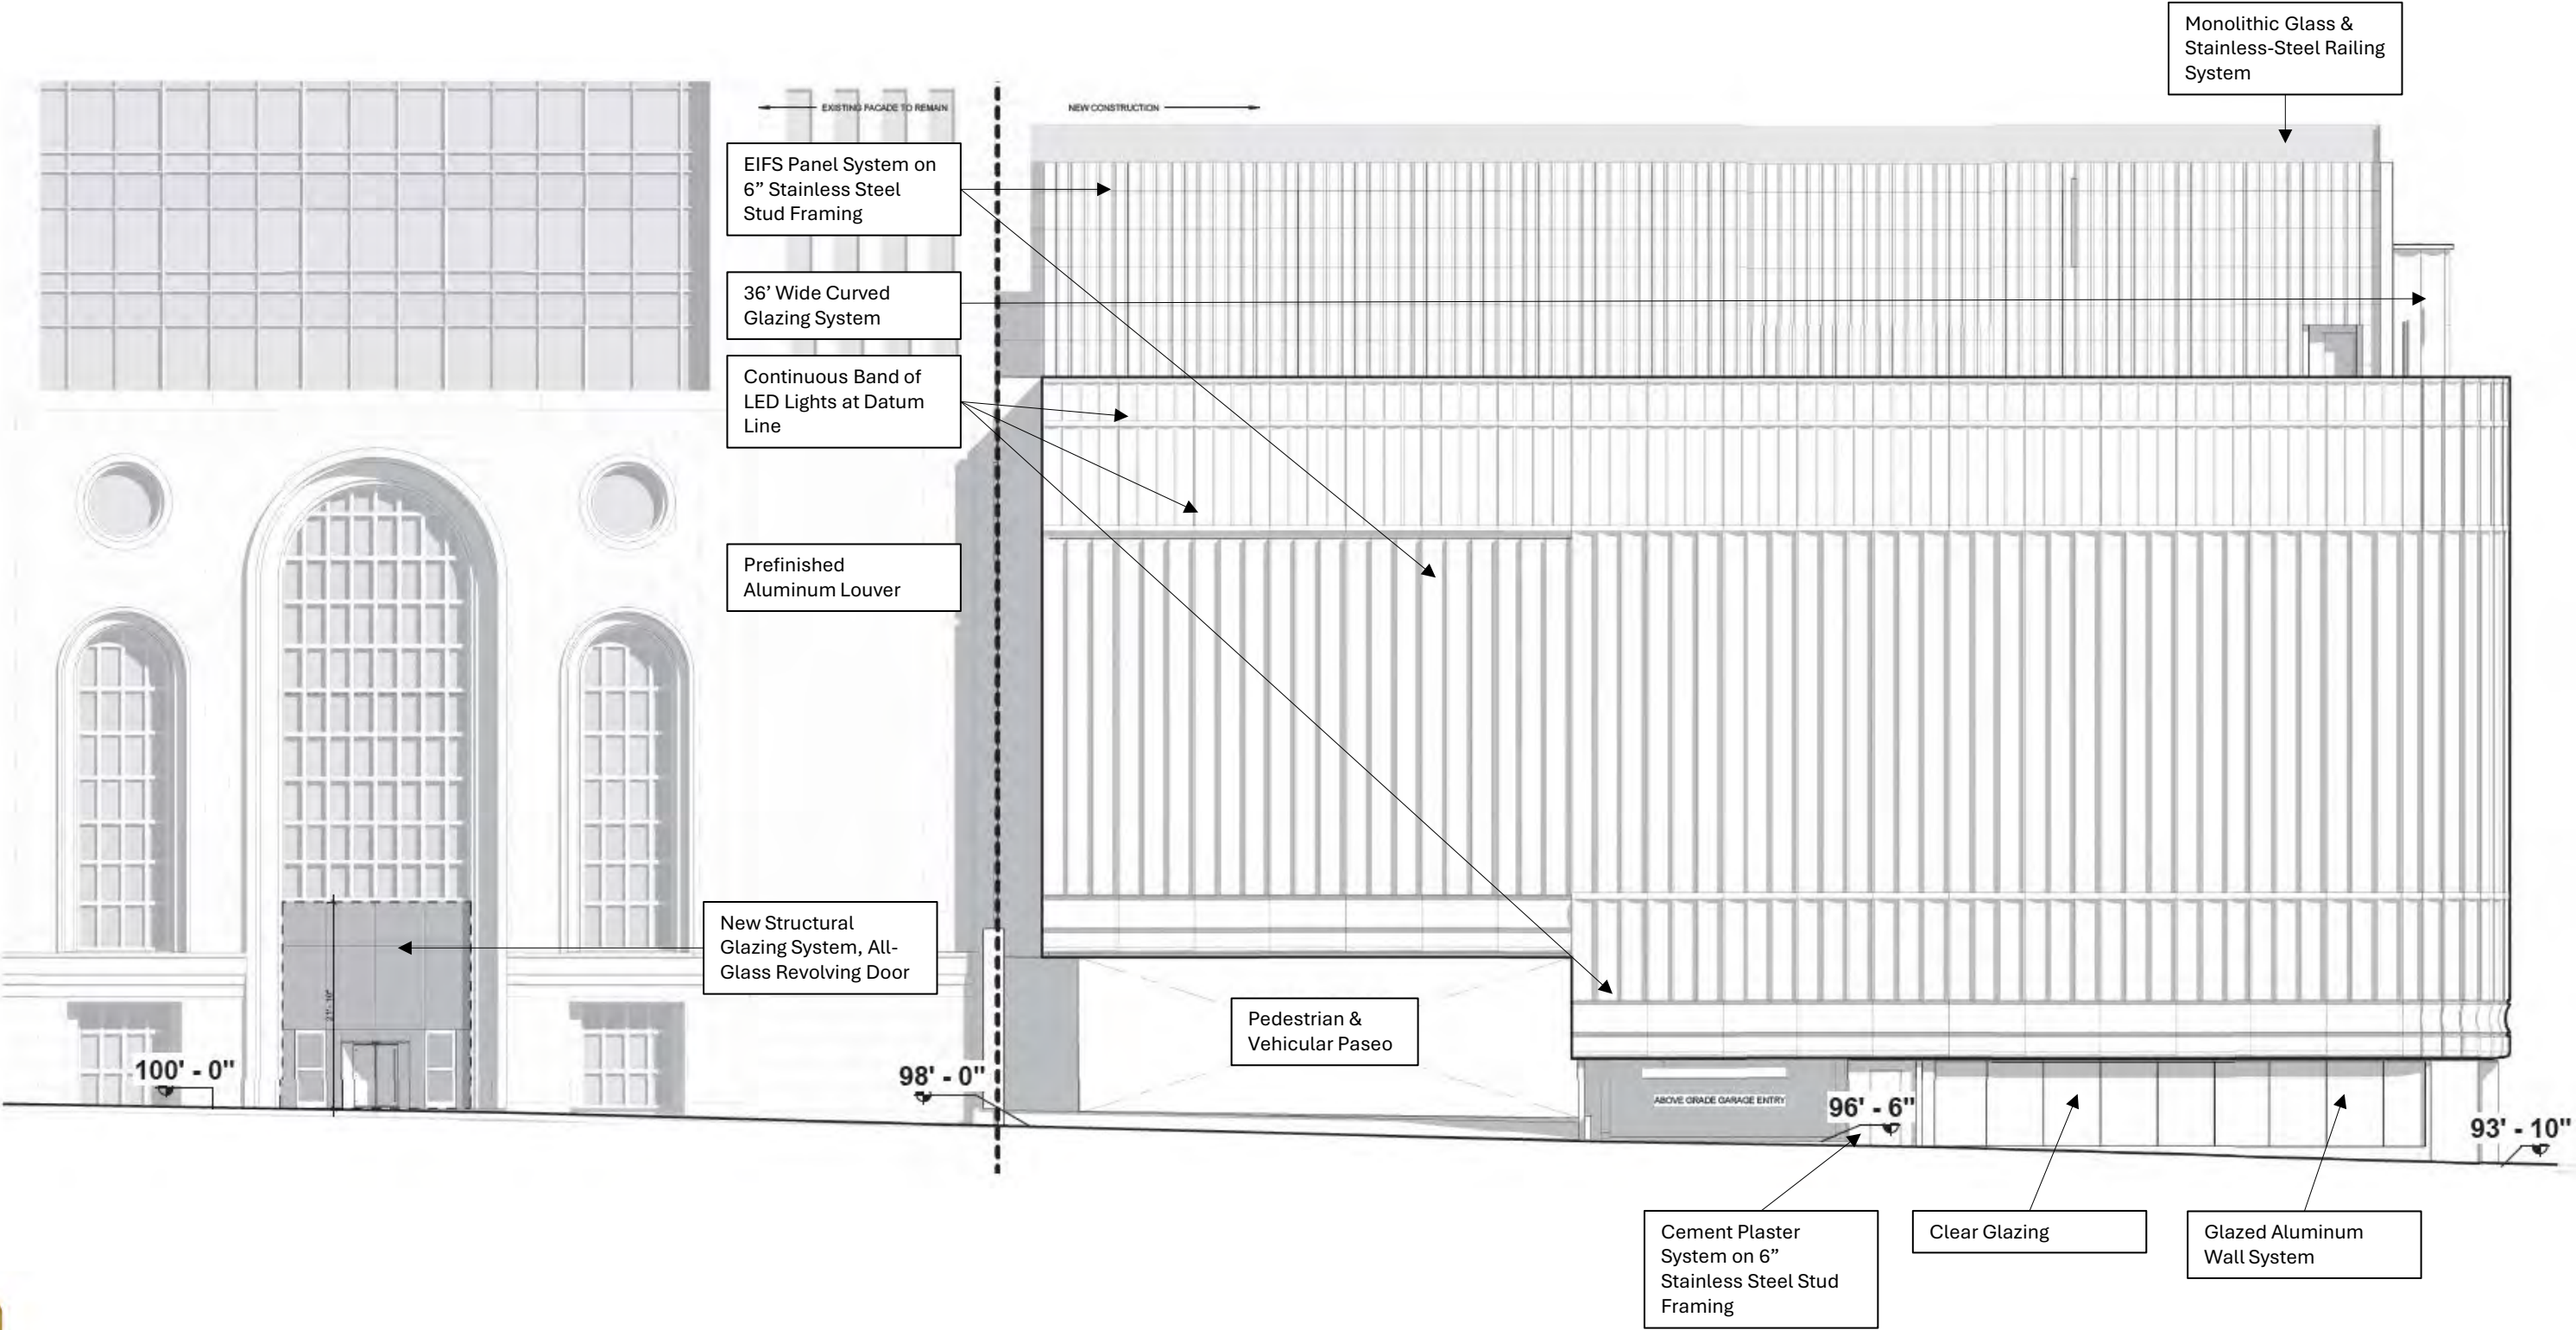 Monolithic Glass &
Stainless-Steel Railing
System
EXISTING FACADE TO REMAIN
NEW CONSTRUCTION
EIFS Panel System on
6” Stainless Steel
Stud Framing
36’ Wide Curved
Glazing System
Continuous Band of
LED Lights at Datum
Line
Prefinished
Aluminum Louver
New Structural
Glazing System, All-
Glass Revolving Door
21' - 10"
Pedestrian &
Vehicular Paseo
100' - 0"
98' - 0"
ABOVE GRADE GARAGE ENTRY
96' - 6"
93' - 10"
Cement Plaster
System on 6”
Stainless Steel Stud
Framing
Clear Glazing
Glazed Aluminum
Wall System